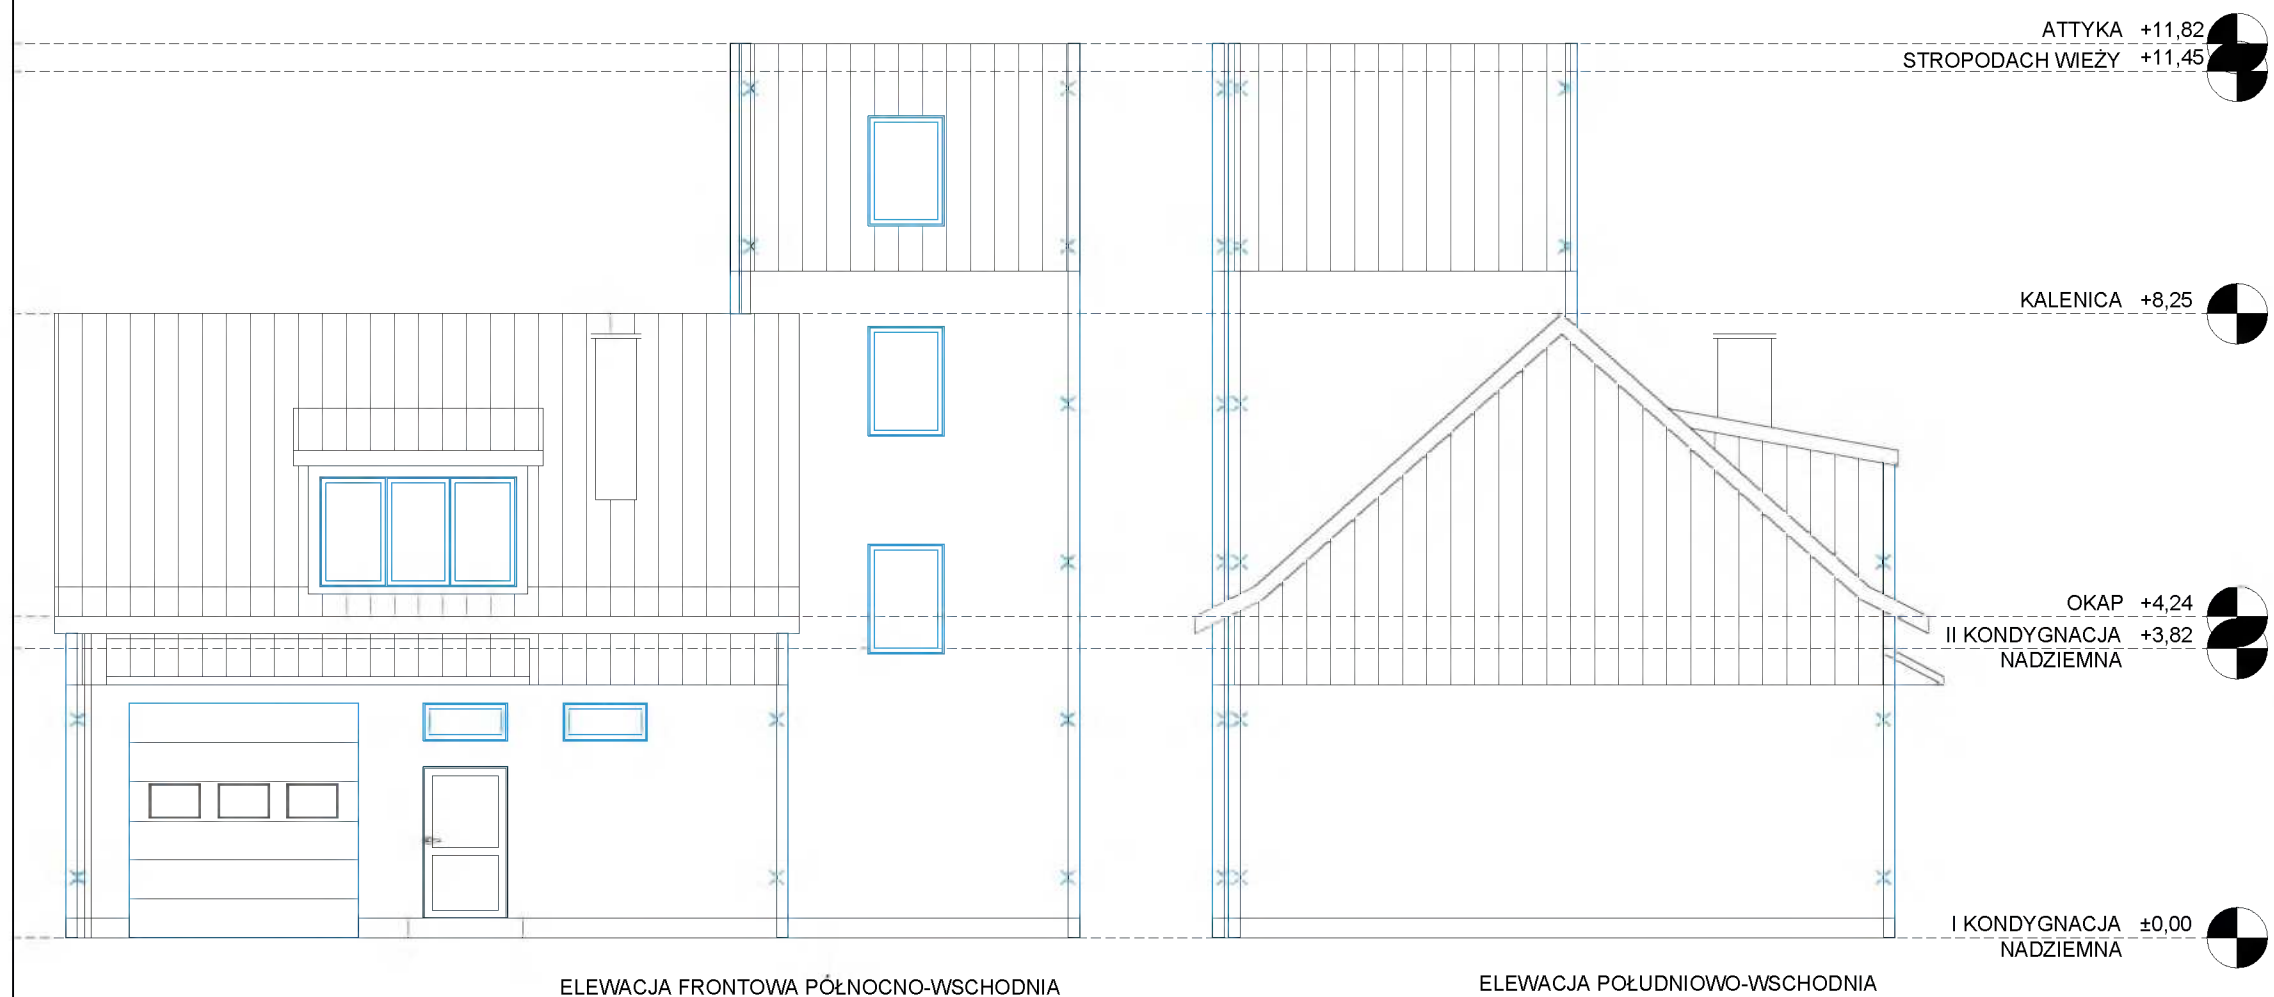 ATTYKA +11,82
STROPODACH WIEŻY +11,45
KALENICA +8,25
OKAP +4,24
II KONDYGNACJA +3,82
NADZIEMNA
I KONDYGNACJA ±0,00
NADZIEMNA
ELEWACJA FRONTOWA PÓŁNOCNO-WSCHODNIA
ELEWACJA POŁUDNIOWO-WSCHODNIA